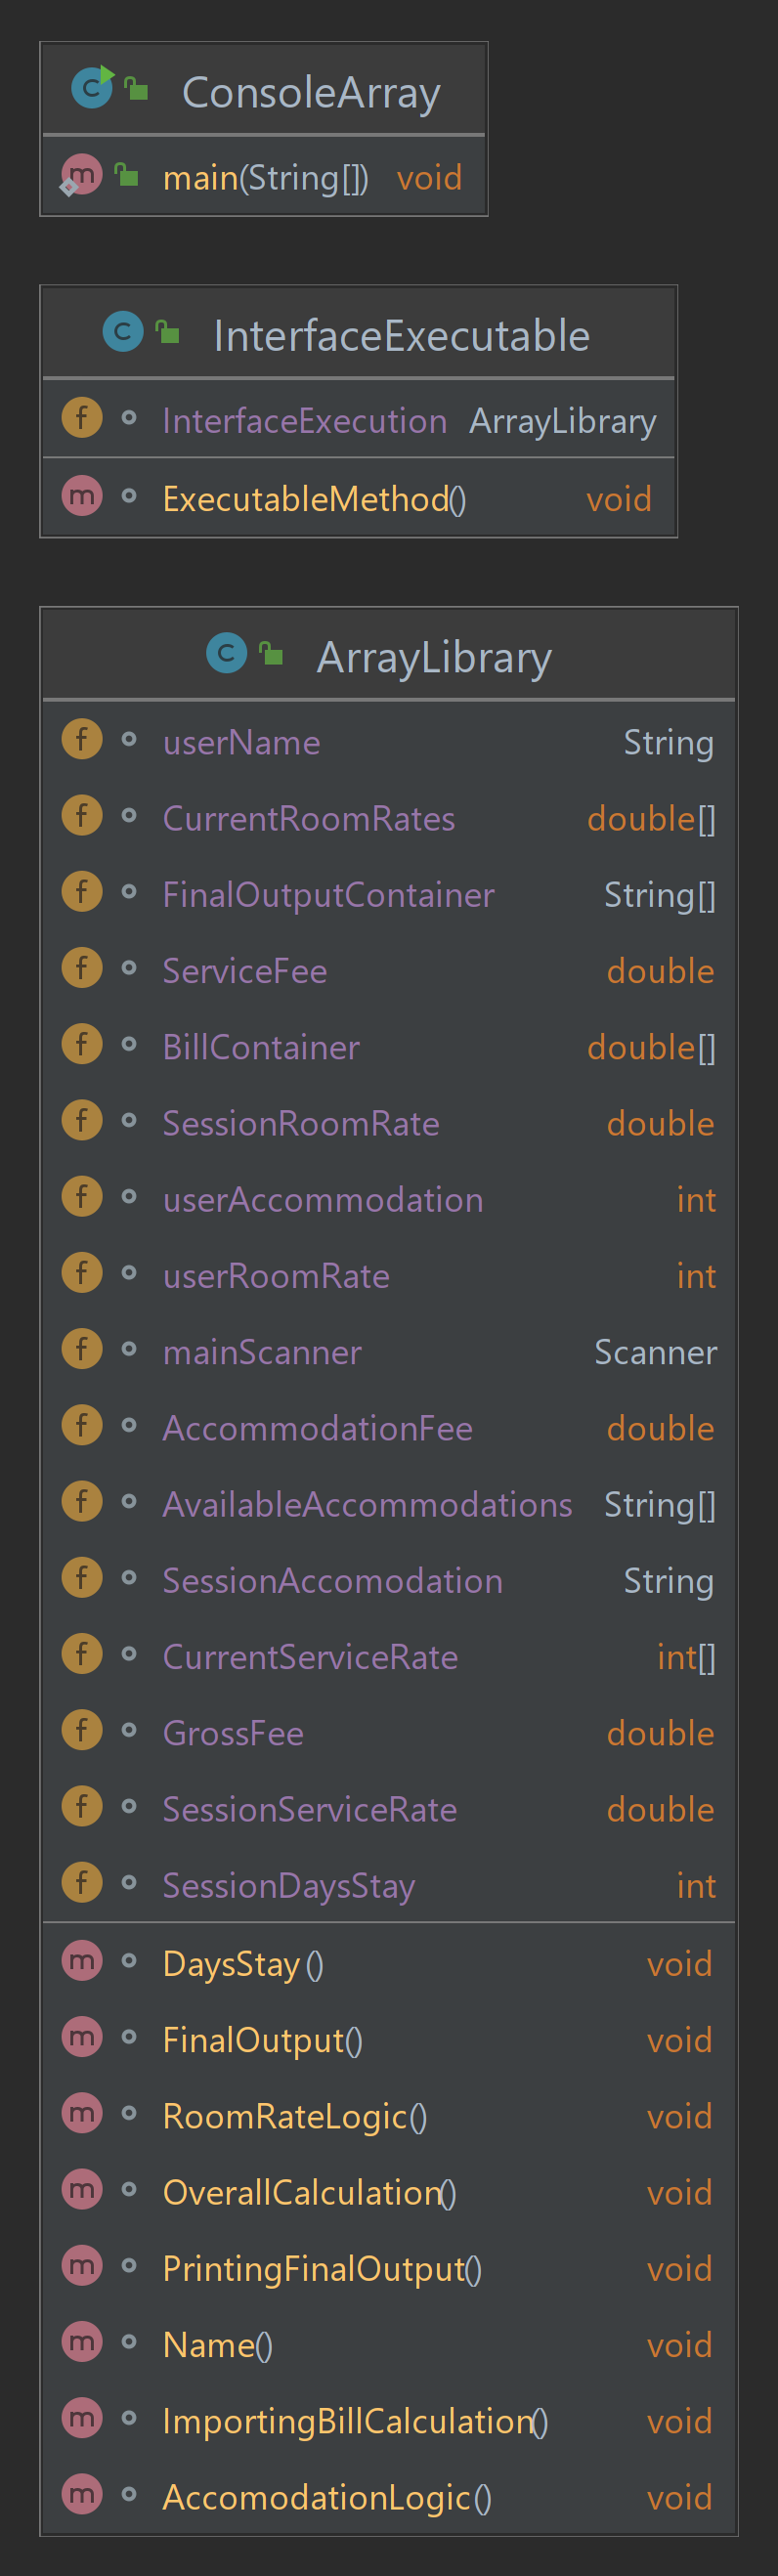 ConsoleArray
main(String[]) void
InterfaceExecutable
InterfaceExecution ArrayLibrary
ExecutableMethod() void
ArrayLibrary
userName String
CurrentRoomRates double[]
FinalOutputContainer String[]
ServiceFee double
BillContainer double[]
SessionRoomRate double
userAccommodation int
userRoomRate int
mainScanner Scanner
AccommodationFee double
AvailableAccommodations String[]
SessionAccomodation String
CurrentServiceRate int[]
GrossFee double
SessionServiceRate double
SessionDaysStay int
DaysStay() void
FinalOutput() void
RoomRateLogic() void
OverallCalculation() void
PrintingFinalOutput() void
Name() void
ImportingBillCalculation() void
AccomodationLogic() void